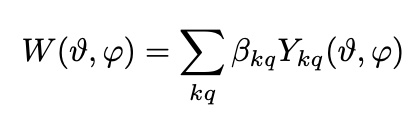 W(ϑ, φ) = ∑_{kq} β_{kq} Y_{kq}(ϑ, φ)